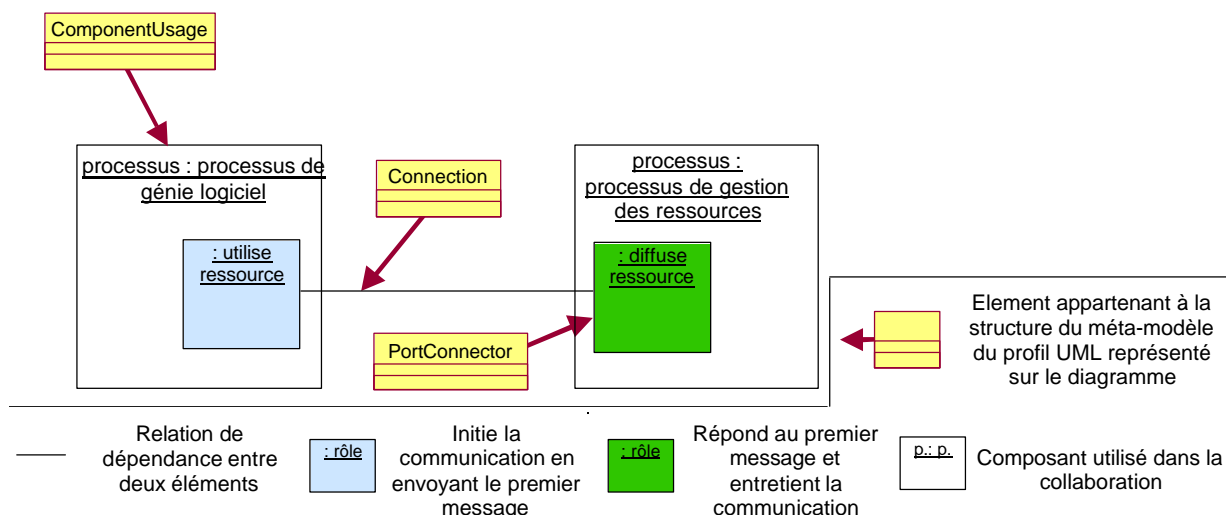 ComponentUsage
processus : processus de
génie logiciel
Connection
processus :
processus de gestion
des ressources
: utilise
ressource
: diffuse
ressource
PortConnector
Element appartenant à la
structure du méta-modèle
du profil UML représenté
sur le diagramme
Relation de
dépendance entre
deux éléments
: rôle
Initie la
communication en
envoyant le premier
message
: rôle
Répond au premier
message et
entretient la
communication
p.: p.
Composant utilisé dans la
collaboration